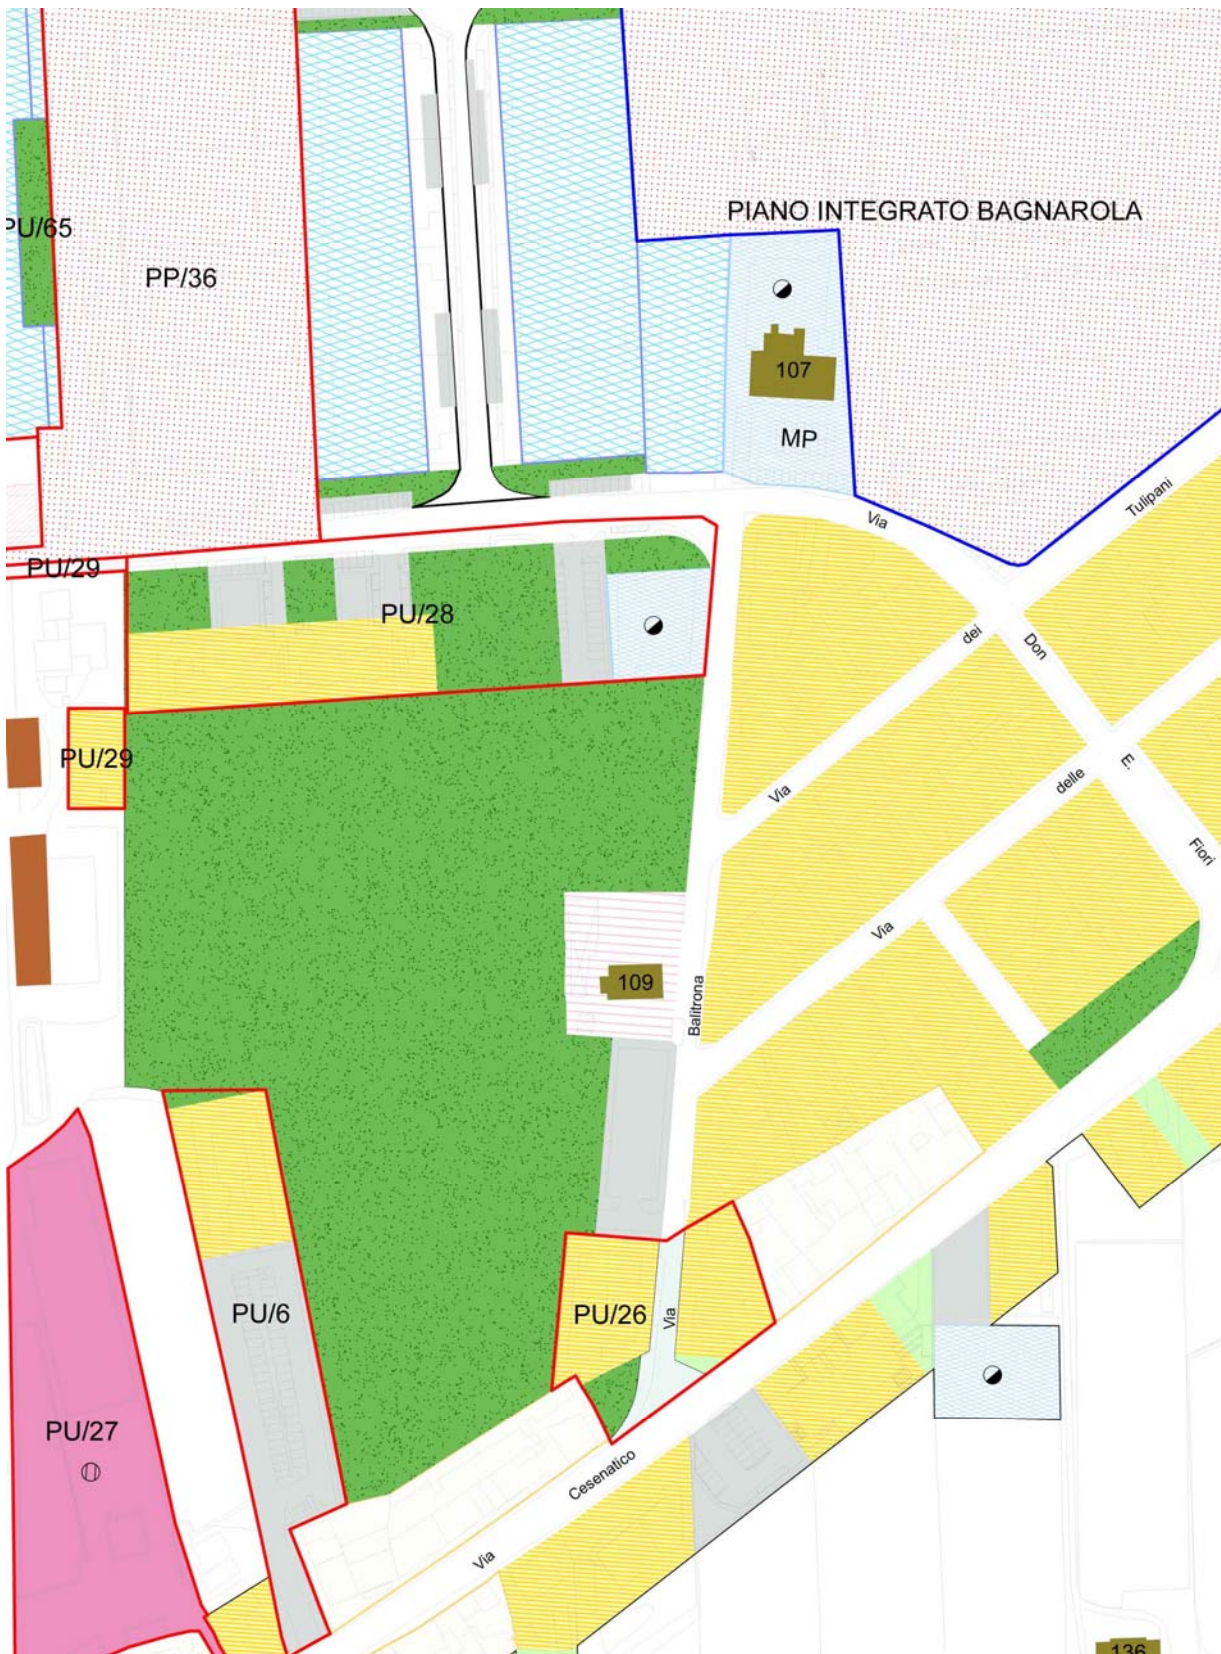 PIANO INTEGRATO BAGNAROLA
PU/65
PP/36
107
MP
Tulipani
Via
PU/29
PU/28
dei
Don
PU/29
Via
delle
E.
Fiori
Via
109
Balitrona
PU/6
PU/26
Via
PU/27
Cesenatico
Via
136